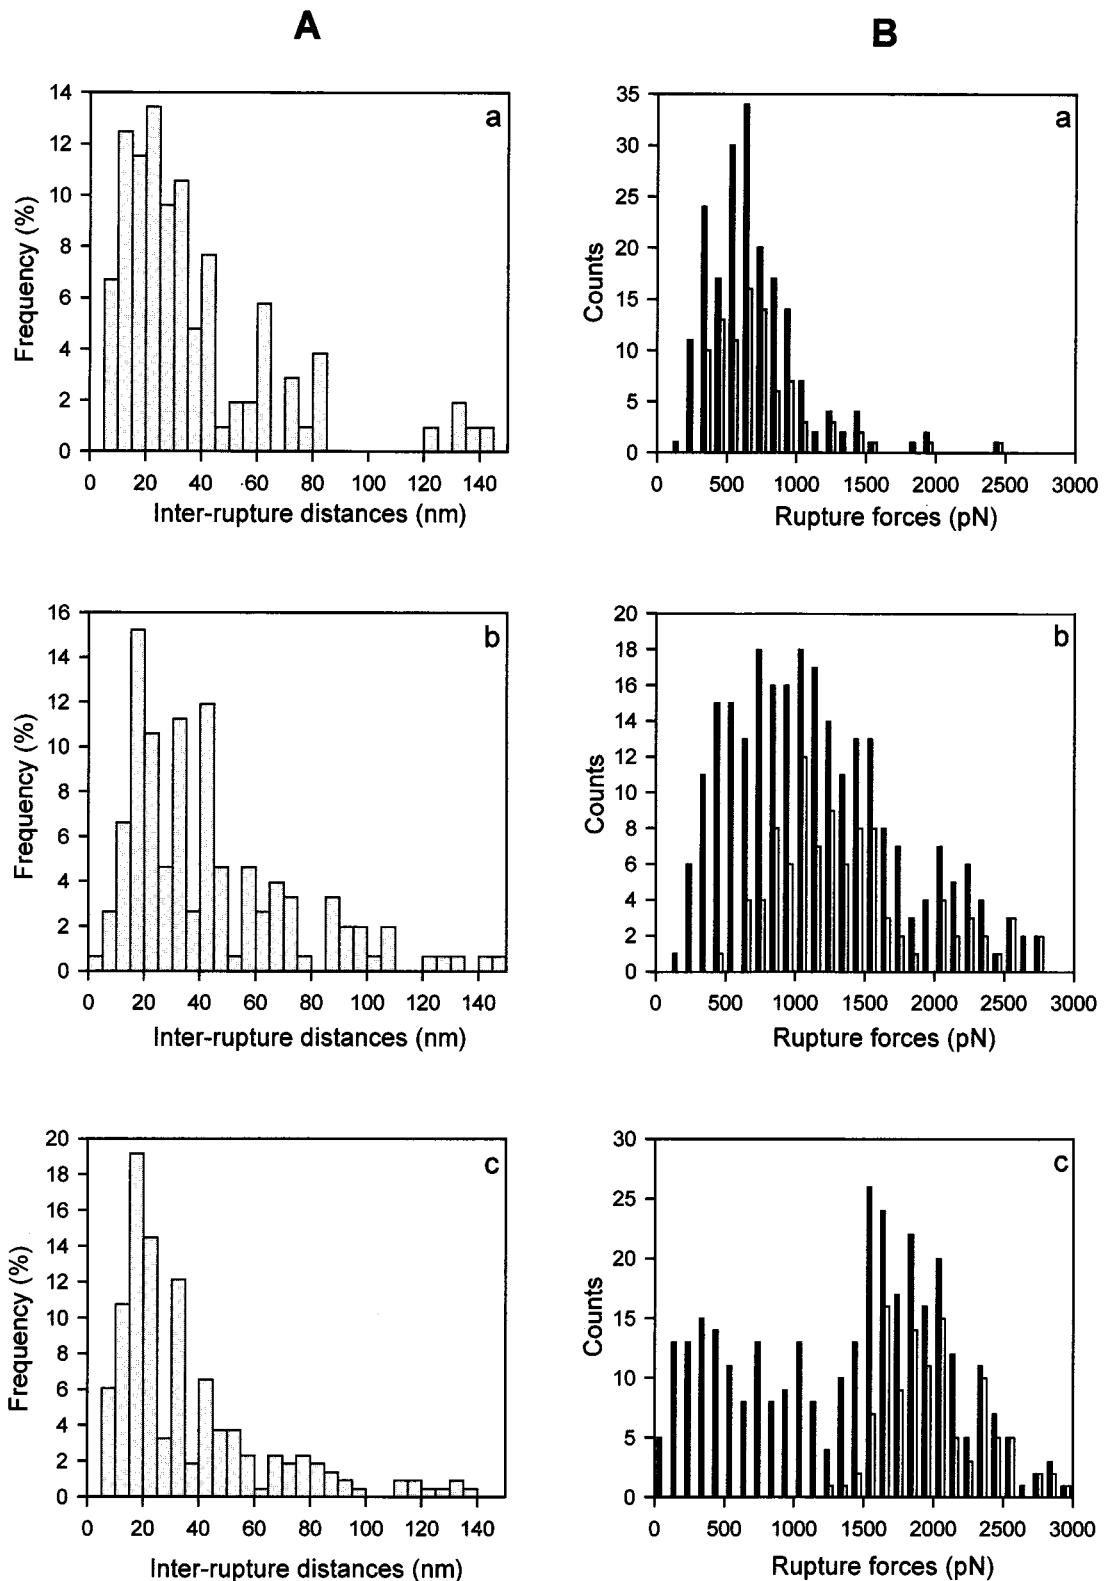 A
B
a
14
12
10
8
6
4
2
0
Frequency (%)
0 20 40 60 80 100 120 140
Inter-rupture distances (nm)
a
35
30
25
20
15
10
5
0
Counts
0 500 1000 1500 2000 2500 3000
Rupture forces (pN)
b
16
14
12
10
8
6
4
2
0
Frequency (%)
0 20 40 60 80 100 120 140
Inter-rupture distances (nm)
b
20
18
16
14
12
10
8
6
4
2
0
Counts
0 500 1000 1500 2000 2500 3000
Rupture forces (pN)
c
20
18
16
14
12
10
8
6
4
2
0
Frequency (%)
0 20 40 60 80 100 120 140
Inter-rupture distances (nm)
c
30
25
20
15
10
5
0
Counts
0 500 1000 1500 2000 2500 3000
Rupture forces (pN)